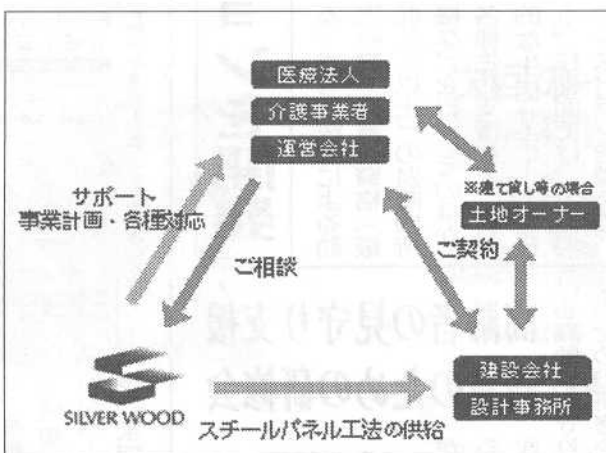 医療法人
介護事業者
運営会社
※建て貸し等の場合
土地オーナー
サポート
事業計画・各種対応
ご相談
ご契約
建設会社
設計事務所
SILVER WOOD
スチールパネル工法の供給